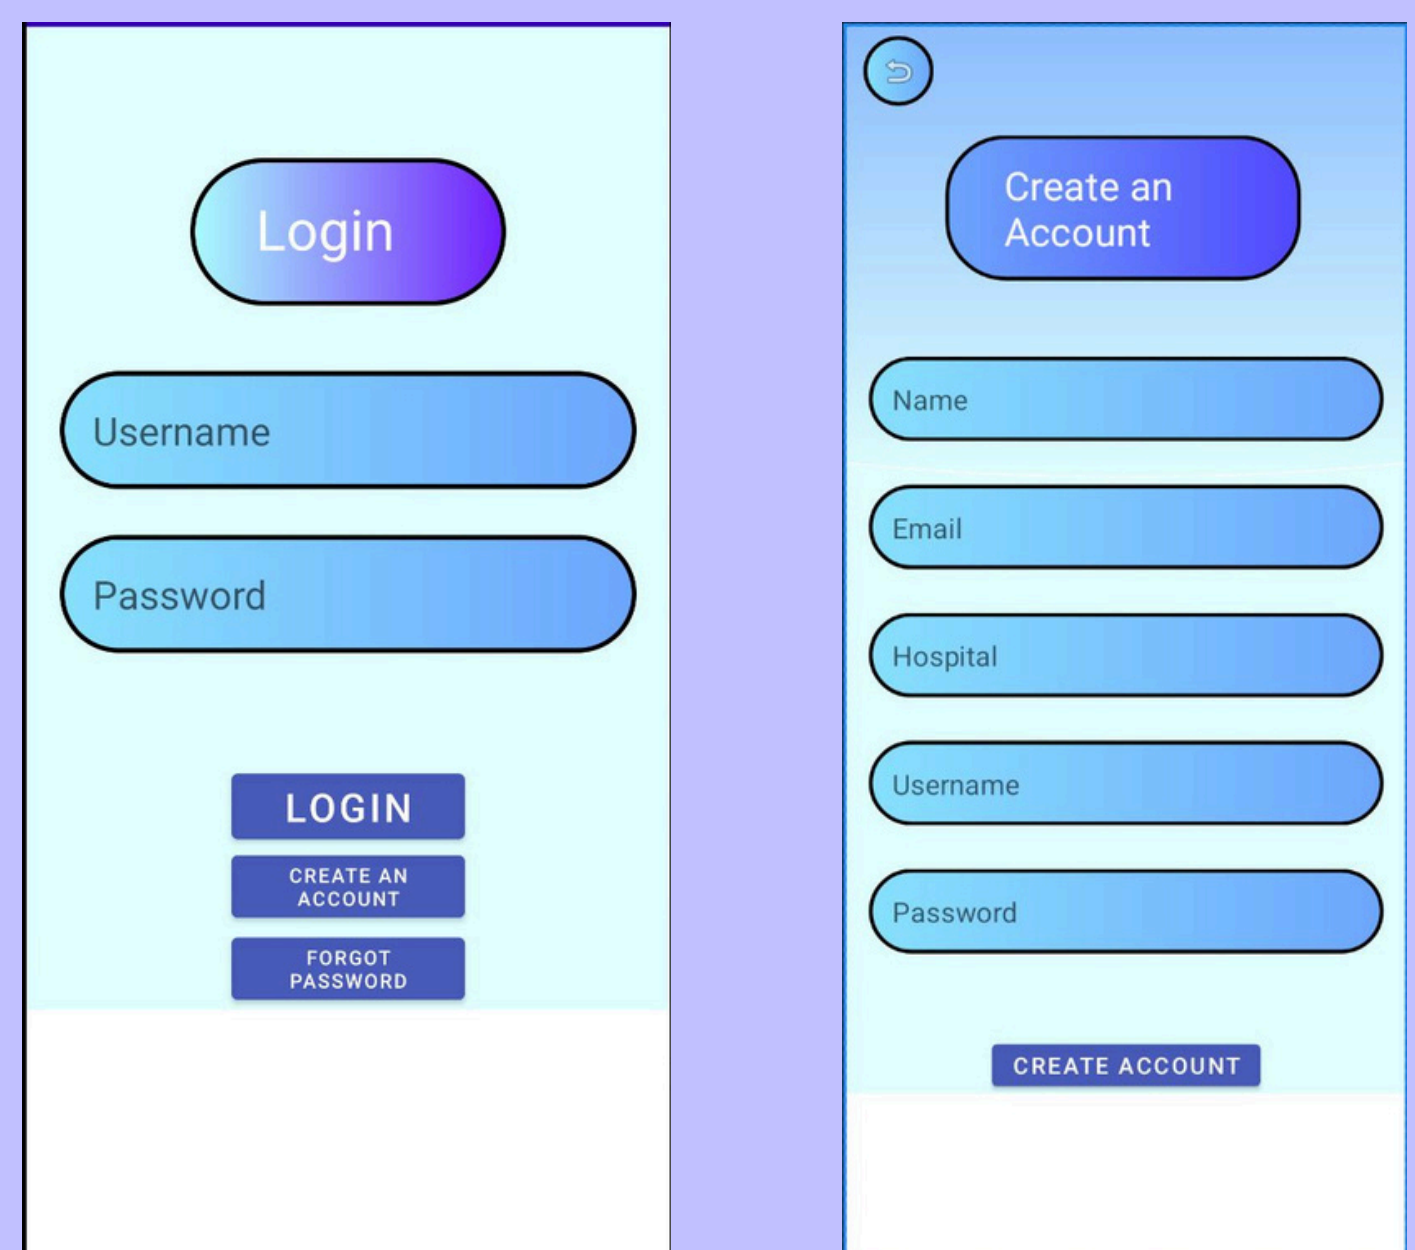 Login
Username
Password
LOGIN
CREATE AN
ACCOUNT
FORGOT
PASSWORD
Create an
Account
Name
Email
Hospital
Username
Password
CREATE ACCOUNT